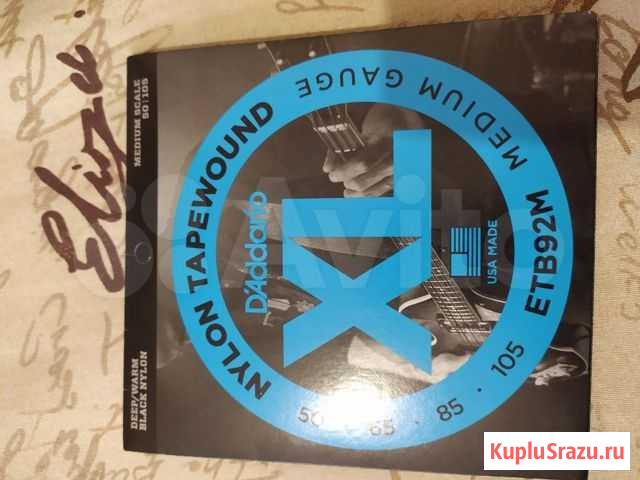 DEEP/WARM
BLACK NYLON
MEDIUM SCALE
50 | 105
NYLON TAPEWOUND
MEDIUM GAUGE
D'Addario
XL
USA MADE
ETB92M
50 · 65 · 85 · 105
Avito
KupluSrazu.ru